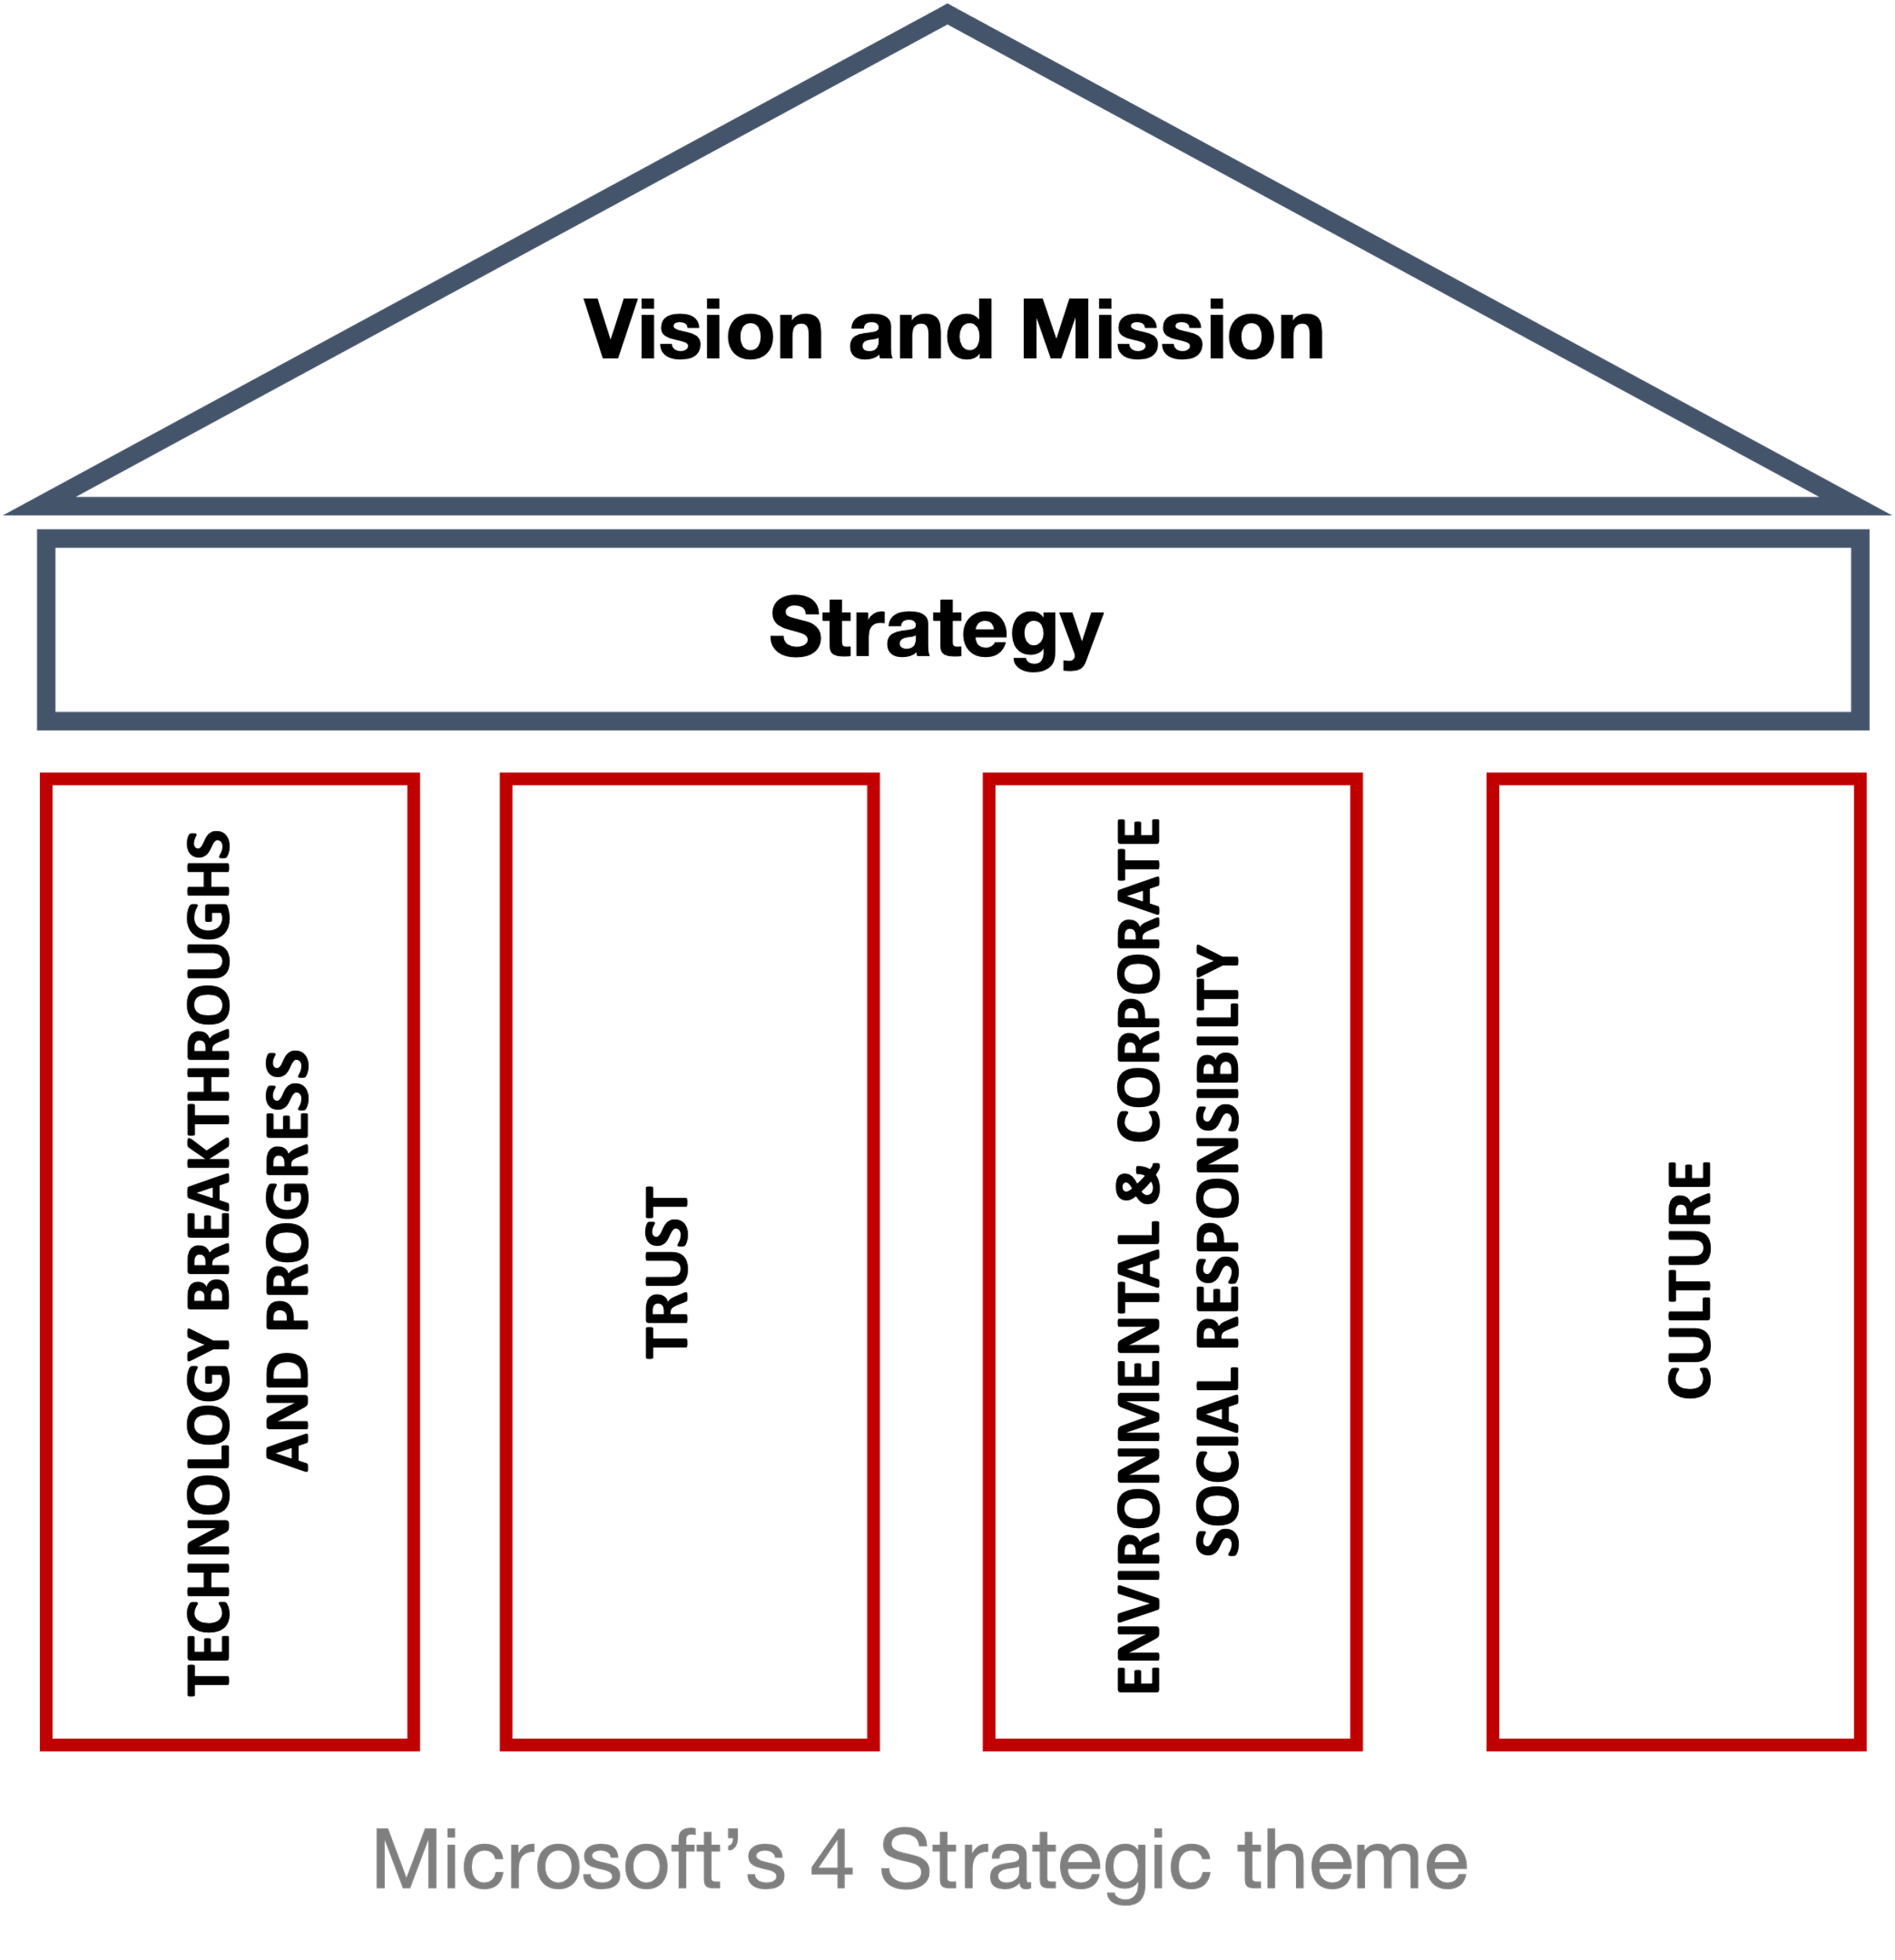 Vision and Mission
Strategy
TECHNOLOGY BREAKTHROUGHS
AND PROGRESS
TRUST
ENVIRONMENTAL & CORPORATE
SOCIAL RESPONSIBILTY
CULTURE
Microsoft’s 4 Strategic theme